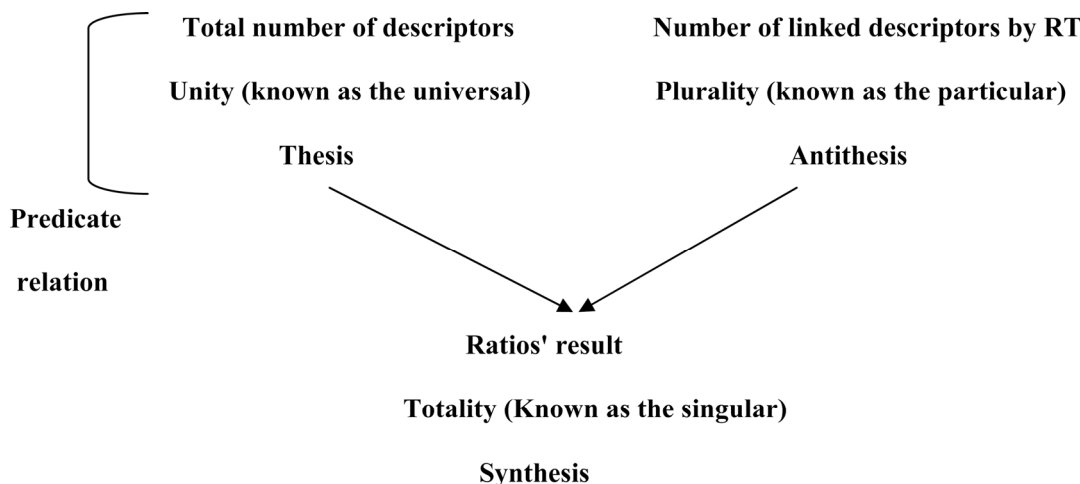 Total number of descriptors
Number of linked descriptors by RT
Unity (known as the universal)
Plurality (known as the particular)
Thesis
Antithesis
Predicate
relation
Ratios' result
Totality (Known as the singular)
Synthesis